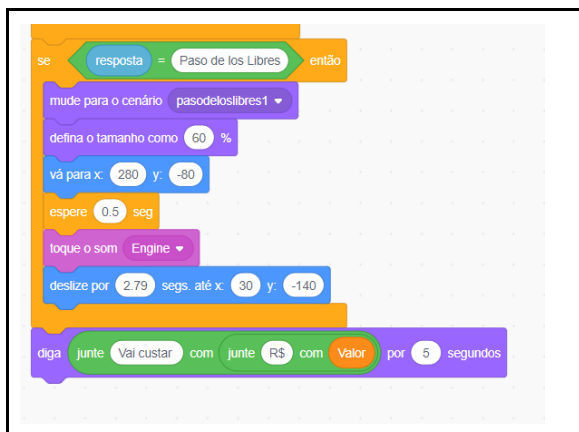 se resposta = Paso de los Libres então
mude para o cenário pasodeloslibres1
defina o tamanho como 60 %
vá para x: 280 y: -80
espere 0.5 seg
toque o som Engine
deslize por 2.79 segs. até x: 30 y: -140
diga junte Vai custar com junte R$ com Valor por 5 segundos